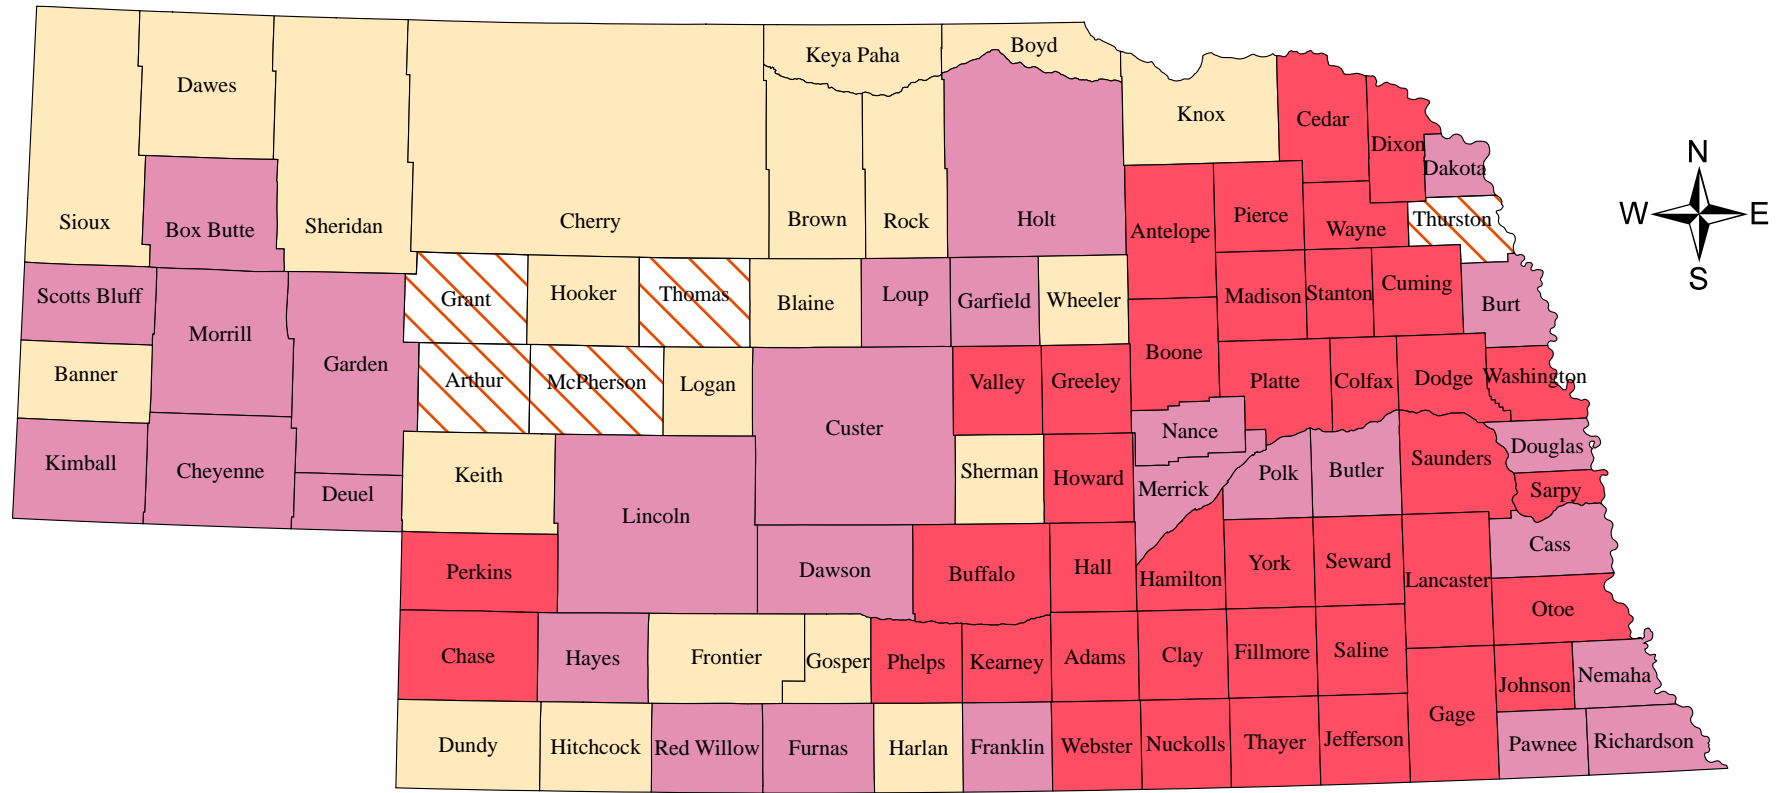 Keya Paha
Boyd
Dawes
Knox
Cedar
Dixon
Dakota
N
W
E
S
Sioux
Box Butte
Sheridan
Cherry
Brown
Rock
Holt
Antelope
Pierce
Wayne
Thurston
Scotts Bluff
Morrill
Garden
Grant
Hooker
Thomas
Blaine
Loup
Garfield
Wheeler
Madison
Stanton
Cuming
Burt
Banner
Arthur
McPherson
Logan
Custer
Valley
Greeley
Boone
Platte
Colfax
Dodge
Washington
Kimball
Cheyenne
Deuel
Keith
Lincoln
Sherman
Howard
Nance
Merrick
Polk
Butler
Saunders
Douglas
Sarpy
Perkins
Dawson
Buffalo
Hall
Hamilton
York
Seward
Lancaster
Cass
Otoe
Chase
Hayes
Frontier
Gosper
Phelps
Kearney
Adams
Clay
Fillmore
Saline
Johnson
Nemaha
Dundy
Hitchcock
Red Willow
Furnas
Harlan
Franklin
Webster
Nuckolls
Thayer
Jefferson
Gage
Pawnee
Richardson